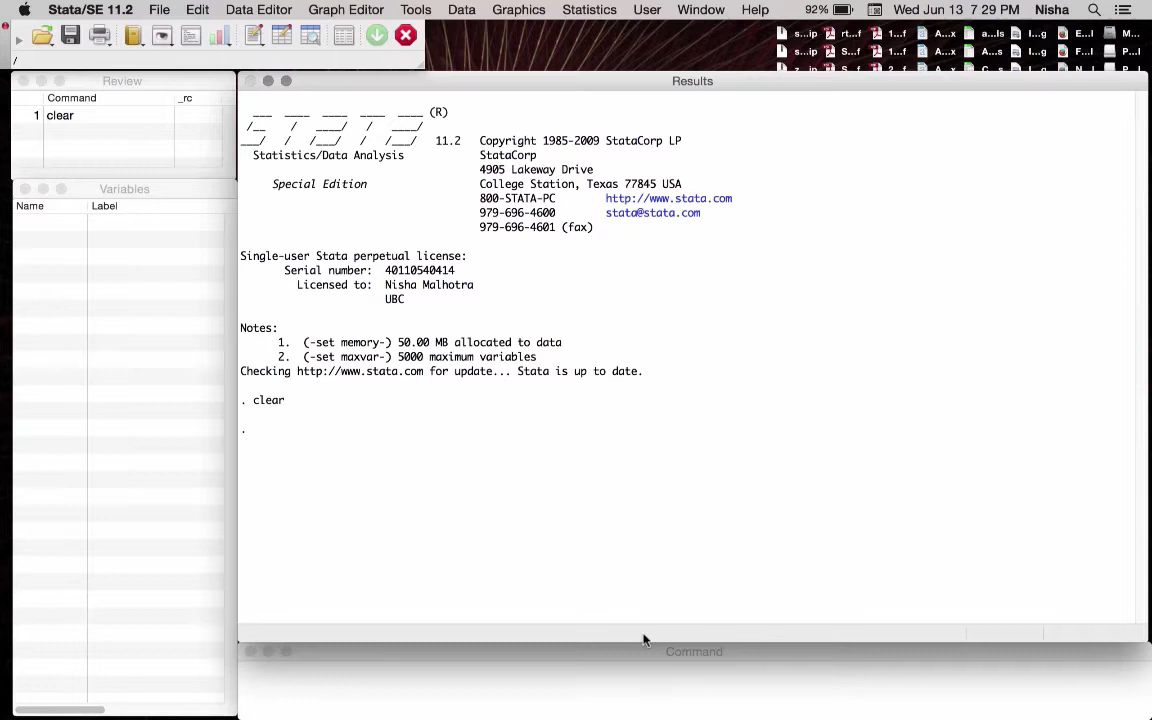 Stata/SE 11.2 File Edit Data Editor Graph Editor Tools Data Graphics Statistics User Window Help 92% Wed Jun 13 7:29 PM Nisha
s...ip rt...f 1...f A...x a...ls I...g E...l M...
s...ip S...f 1...f A...x A...s I...g F...l P...l
/
Review
Command _rc
1 clear
Variables
Name Label
Results
(R)
11.2 Copyright 1985-2009 StataCorp LP
Statistics/Data Analysis StataCorp
4905 Lakeway Drive
Special Edition College Station, Texas 77845 USA
800-STATA-PC http://www.stata.com
979-696-4600 stata@stata.com
979-696-4601 (fax)
Single-user Stata perpetual license:
Serial number: 40110540414
Licensed to: Nisha Malhotra
UBC
Notes:
1. (-set memory-) 50.00 MB allocated to data
2. (-set maxvar-) 5000 maximum variables
Checking http://www.stata.com for update... Stata is up to date.
. clear
.
Command